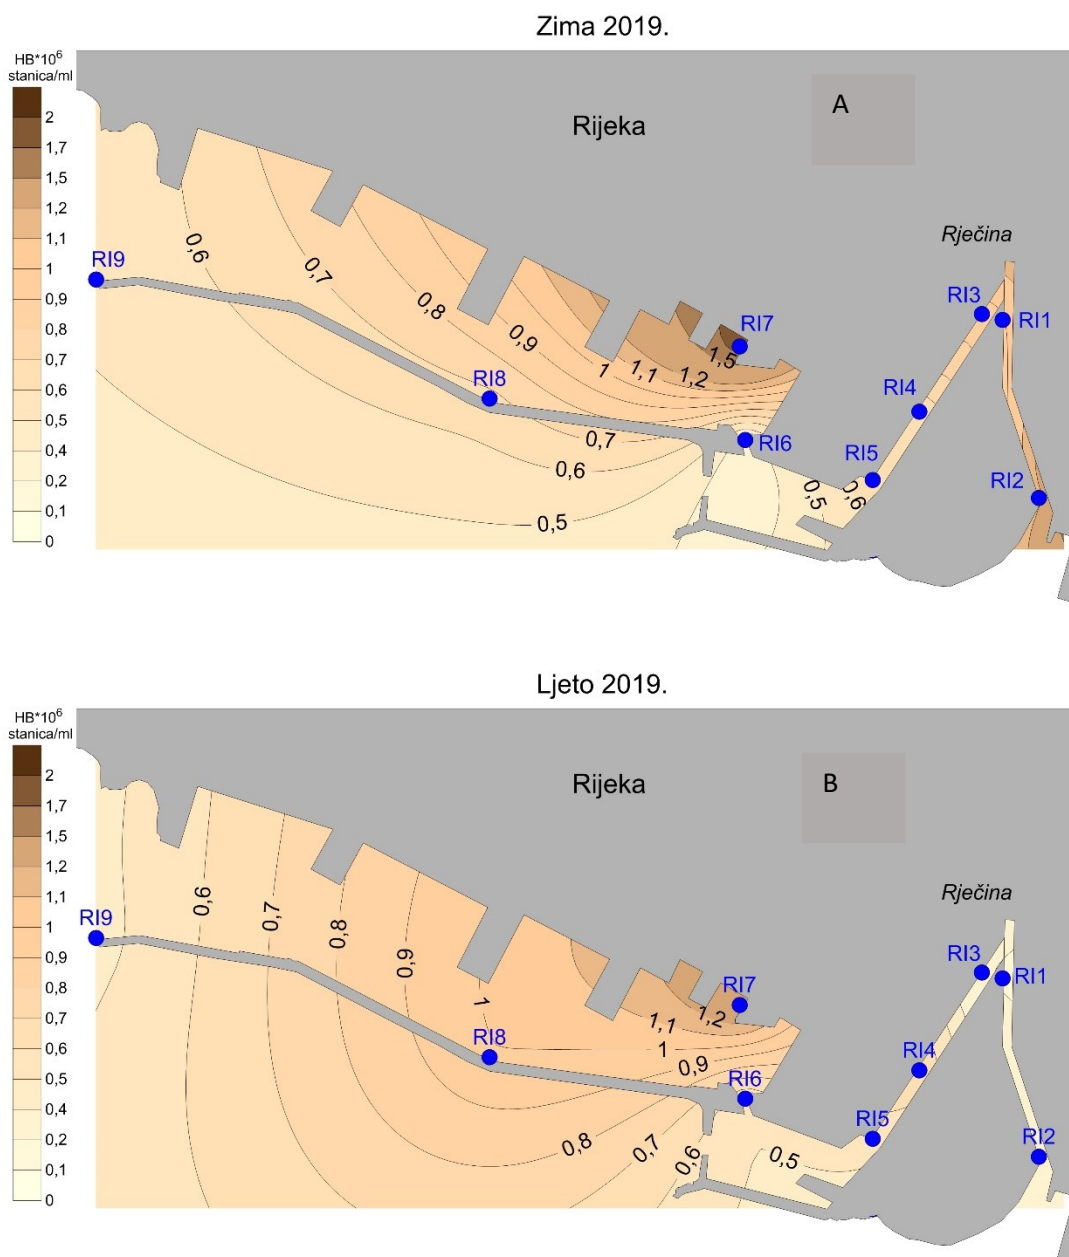 Zima 2019.
HB*10⁶
stanica/ml
2
1,7
1,5
1,2
1,1
1
0,9
0,8
0,7
0,6
0,5
0,4
0,2
0,1
0
Rijeka
A
Rječina
RI9
RI3
RI1
RI7
RI8
RI4
RI6
RI5
RI2
0,6
0,7
0,8
0,9
1
1,1
1,2
1,5
0,7
0,6
0,5
0,5
0,6
Ljeto 2019.
HB*10⁶
stanica/ml
2
1,7
1,5
1,2
1,1
1
0,9
0,8
0,7
0,6
0,5
0,4
0,2
0,1
0
Rijeka
B
Rječina
RI9
RI3
RI1
RI7
RI8
RI4
RI6
RI5
RI2
0,6
0,7
0,8
0,9
1
1,1
1,2
1
0,9
0,8
0,7
0,6
0,5